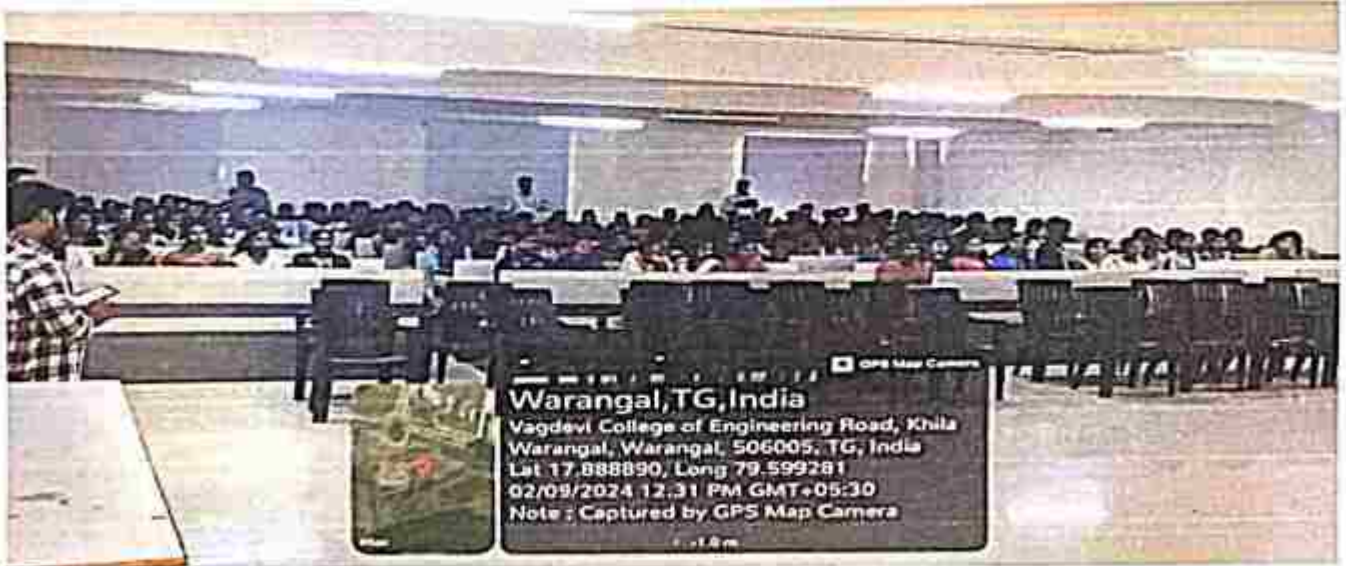 GPS Map Camera
Warangal,TG,India
Vagdevi College of Engineering Road, Khila
Warangal, Warangal, 506005, TG, India
Lat 17.888890, Long 79.599281
02/09/2024 12.31 PM GMT+05:30
Note : Captured by GPS Map Camera